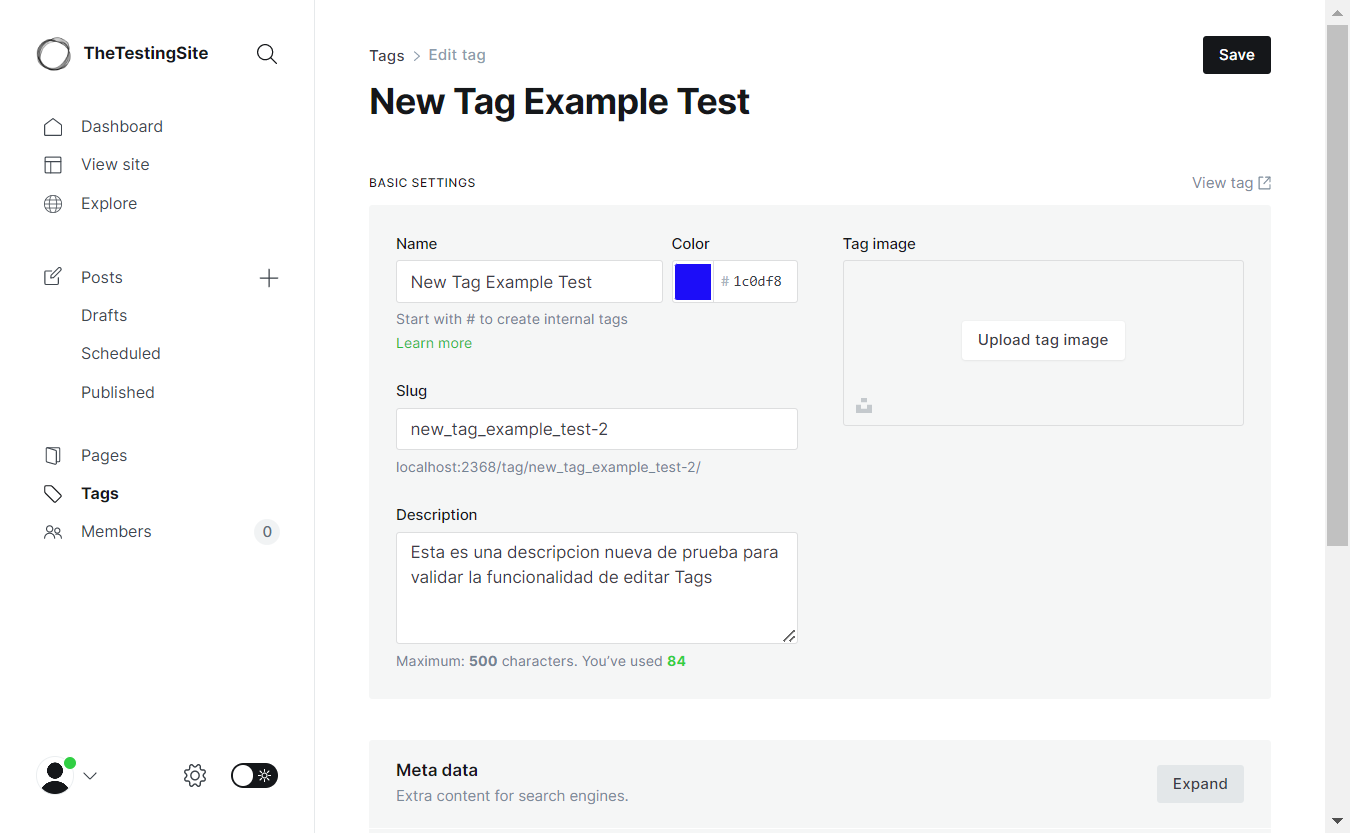 TheTestingSite
Dashboard
View site
Explore
Posts
Drafts
Scheduled
Published
Pages
Tags
Members 0
Tags > Edit tag
Save
New Tag Example Test
BASIC SETTINGS
View tag
Name
New Tag Example Test
Start with # to create internal tags
Learn more
Color
# 1c0df8
Slug
new_tag_example_test-2
localhost:2368/tag/new_tag_example_test-2/
Description
Esta es una descripcion nueva de prueba para
validar la funcionalidad de editar Tags
Maximum: 500 characters. You’ve used 84
Tag image
Upload tag image
Meta data
Extra content for search engines.
Expand